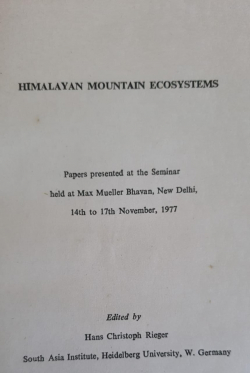 HIMALAYAN MOUNTAIN ECOSYSTEMS
Papers presented at the Seminar
held at Max Mueller Bhavan, New Delhi,
14th to 17th November, 1977
Edited by
Hans Christoph Rieger
South Asia Institute, Heidelberg University, W. Germany